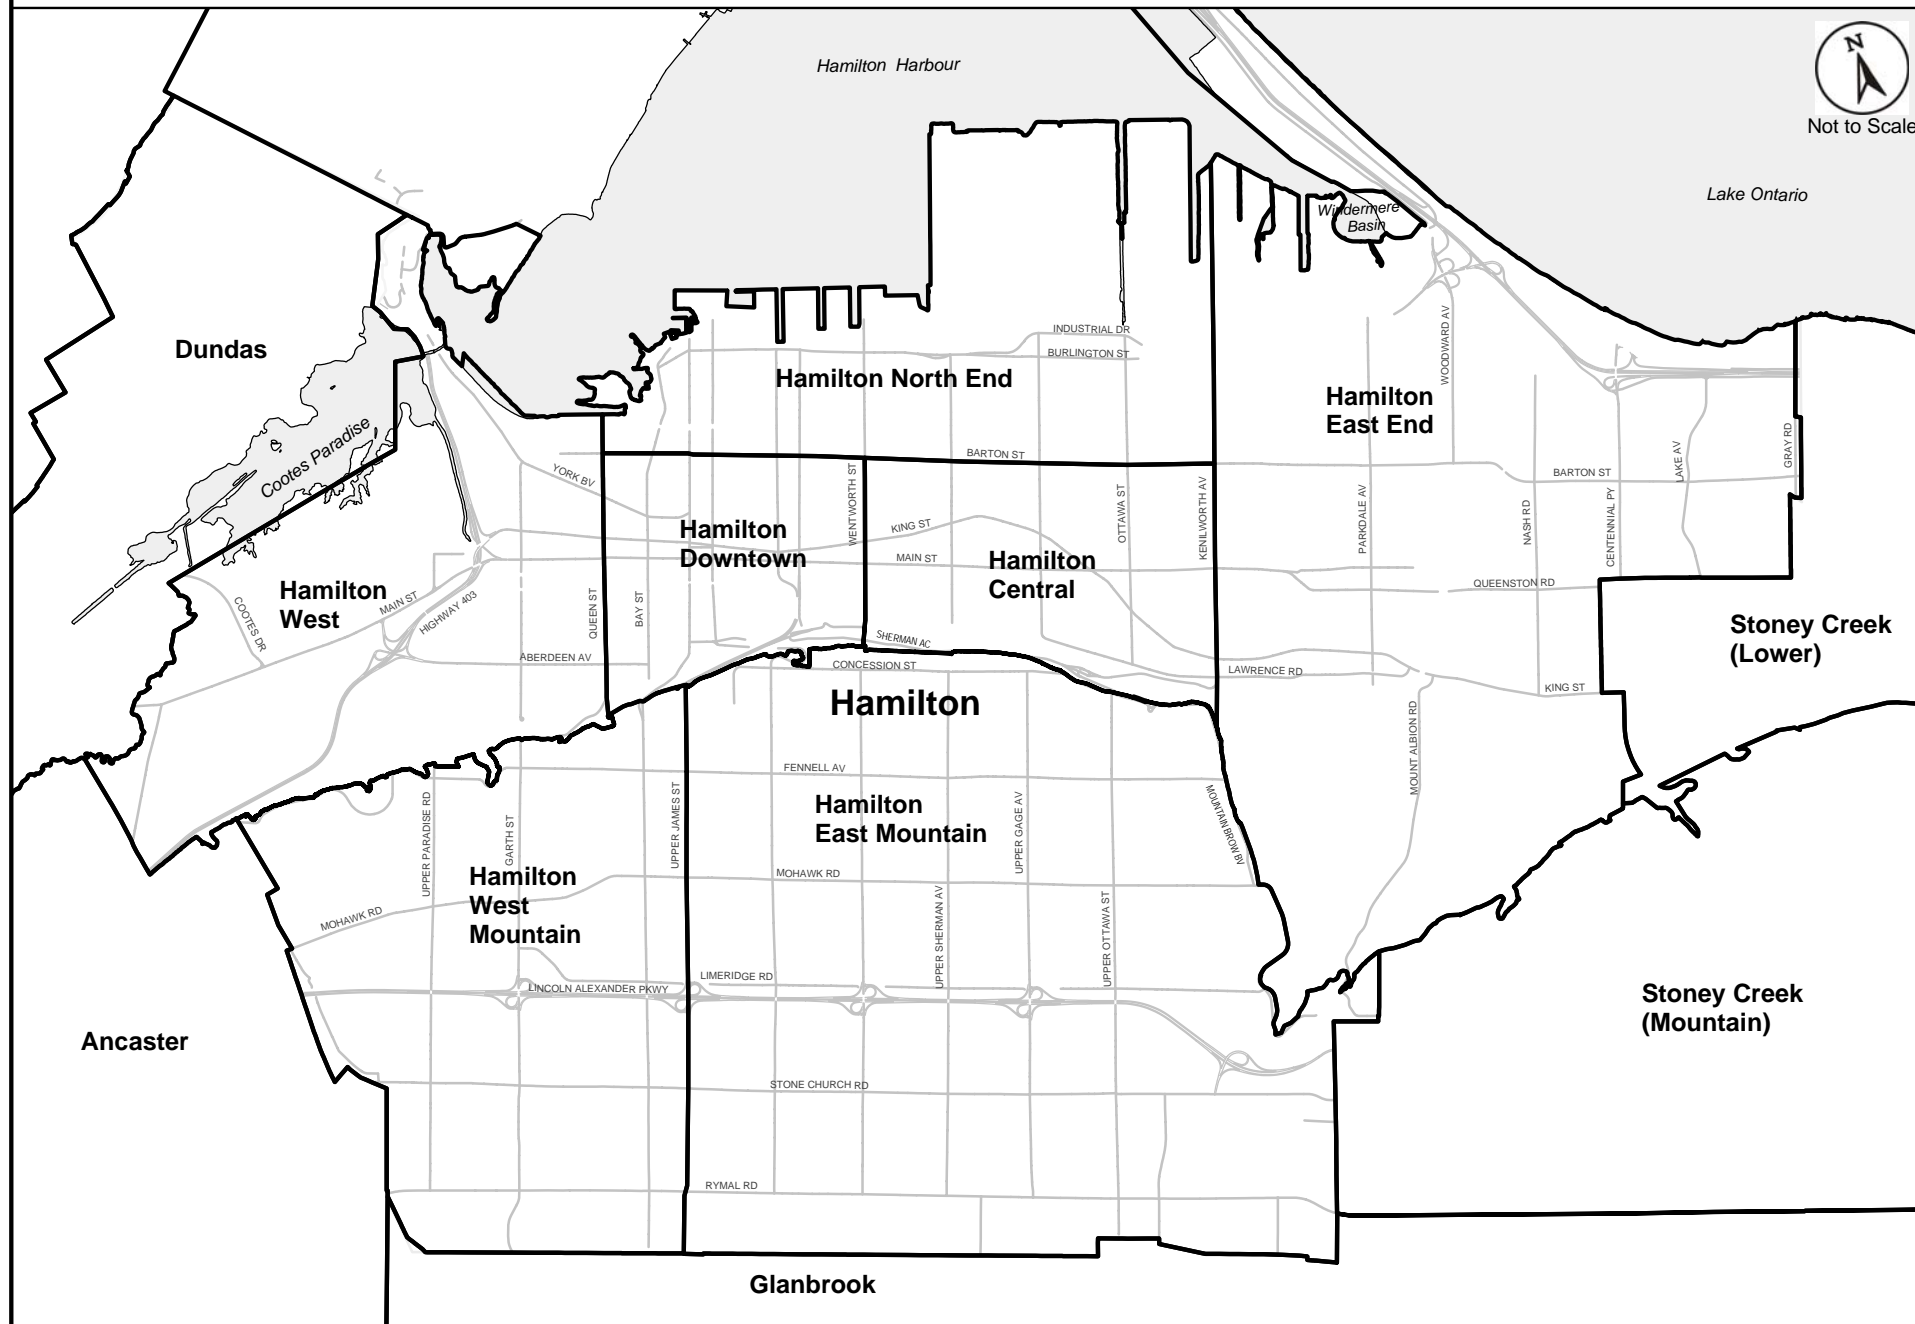 Hamilton Harbour
N
Not to Scale
Lake Ontario
Windermere
Basin
Dundas
INDUSTRIAL DR
BURLINGTON ST
WOODWARD AV
Hamilton North End
Hamilton
East End
Cootes Paradise
YORK BV
BARTON ST
BARTON ST
LAKE AV
GRAY RD
WENTWORTH ST
OTTAWA ST
KENILWORTH AV
PARKDALE AV
NASH RD
CENTENNIAL PY
Hamilton
Downtown
KING ST
MAIN ST
Hamilton
Central
QUEENSTON RD
Hamilton
West
COOTES DR
MAIN ST
HIGHWAY 403
QUEEN ST
BAY ST
ABERDEEN AV
SHERMAN AC
CONCESSION ST
LAWRENCE RD
KING ST
Stoney Creek
(Lower)
Hamilton
MOUNT ALBION RD
FENNELL AV
UPPER PARADISE RD
GARTH ST
UPPER JAMES ST
Hamilton
East Mountain
UPPER GAGE AV
MOUNTAIN BROW BV
MOHAWK RD
Hamilton
West
Mountain
MOHAWK RD
UPPER SHERMAN AV
UPPER OTTAWA ST
LIMERIDGE RD
LINCOLN ALEXANDER PKWY
Stoney Creek
(Mountain)
Ancaster
STONE CHURCH RD
RYMAL RD
Glanbrook